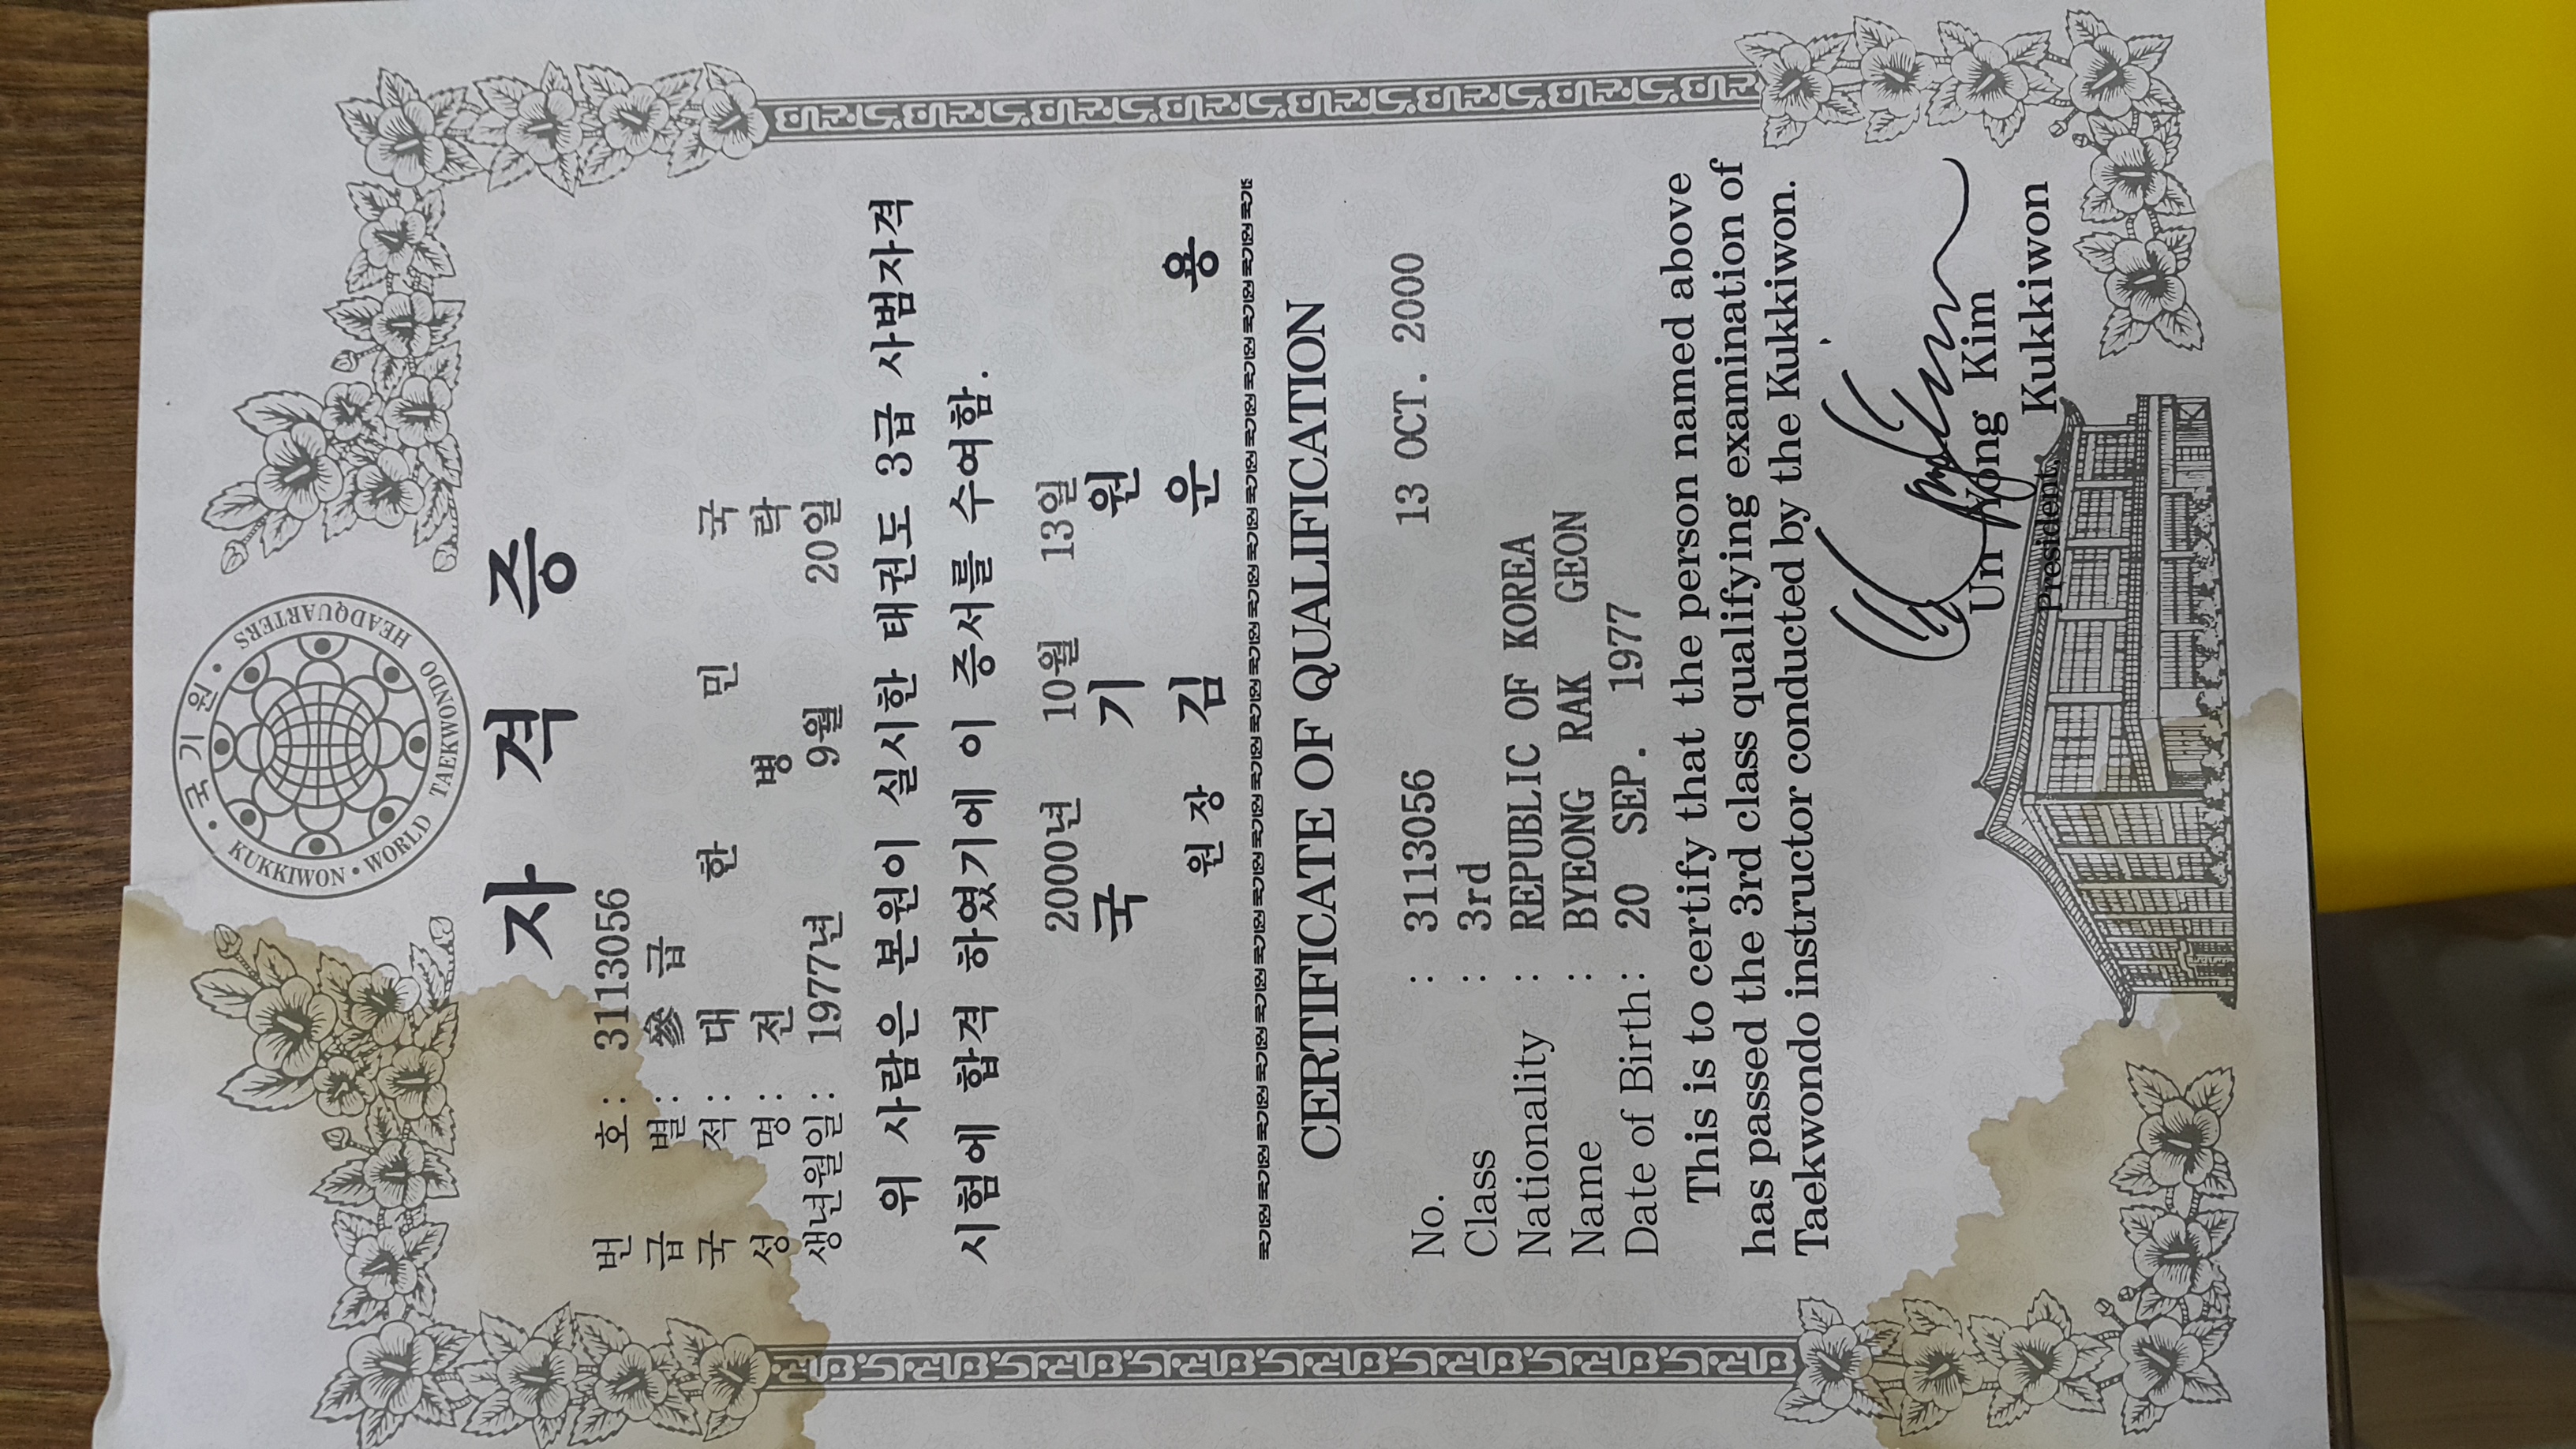 • 국 기 원 •
KUKKIWON • WORLD TAEKWONDO HEADQUARTERS
자 격 증
번 호 : 3113056
급 별 : 參 급
국 적 : 대 한 민 국
성 명 : 전 병 락
생년월일 : 1977년 9월 20일
위 사람은 본원이 실시한 태권도 3급 사범자격
시험에 합격 하였기에 이 증서를 수여함.
2000년 10월 13일
국 기 원
원 장 김 운 용
CERTIFICATE OF QUALIFICATION
13 OCT. 2000
No. : 3113056
Class : 3rd
Nationality : REPUBLIC OF KOREA
Name : BYEONG RAK GEON
Date of Birth : 20 SEP. 1977
This is to certify that the person named above
has passed the 3rd class qualifying examination of
Taekwondo instructor conducted by the Kukkiwon.
Un Yong Kim
President, Kukkiwon